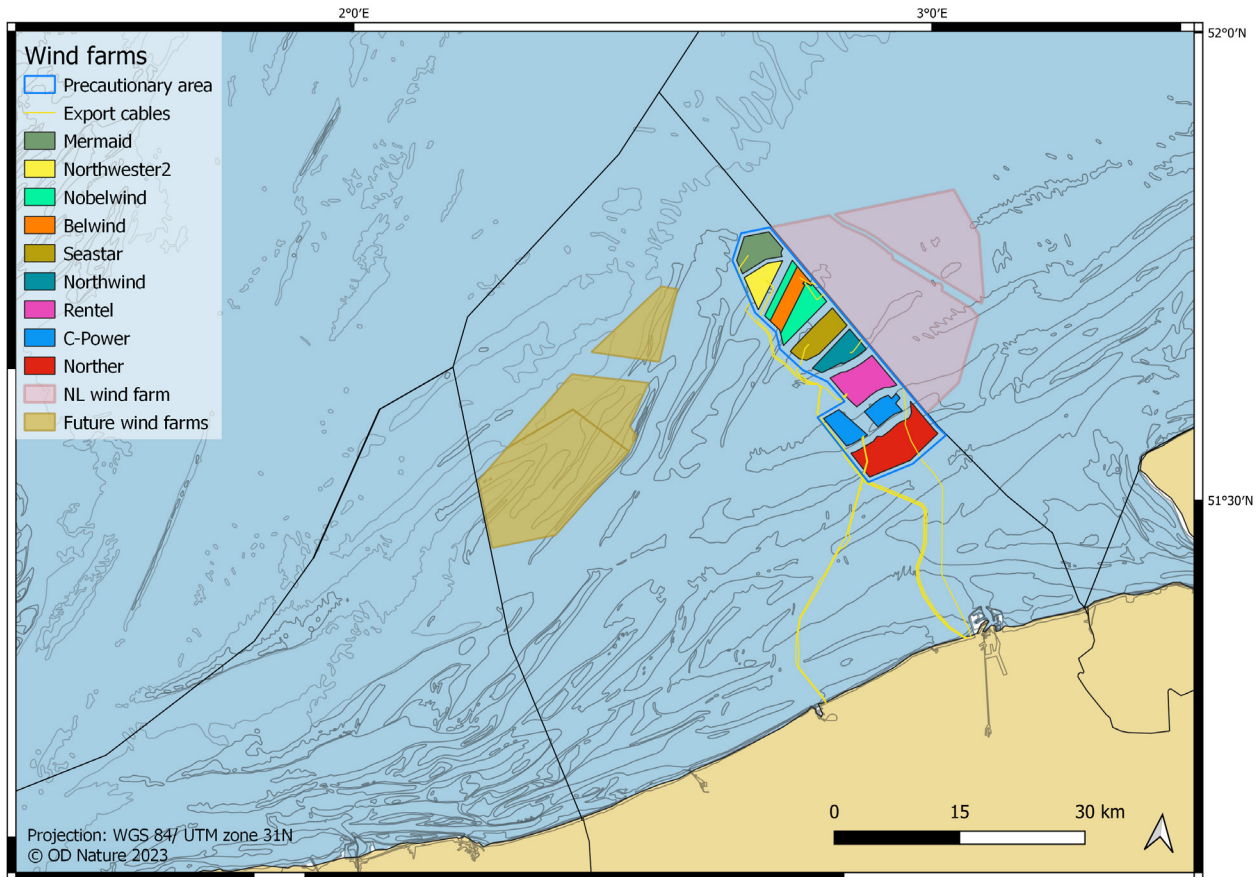 2°0'E
3°0'E
52°0'N
Wind farms
Precautionary area
Export cables
Mermaid
Northwester2
Nobelwind
Belwind
Seastar
Northwind
Rentel
C-Power
Norther
NL wind farm
Future wind farms
51°30'N
0 15 30 km
Projection: WGS 84/ UTM zone 31N
© OD Nature 2023